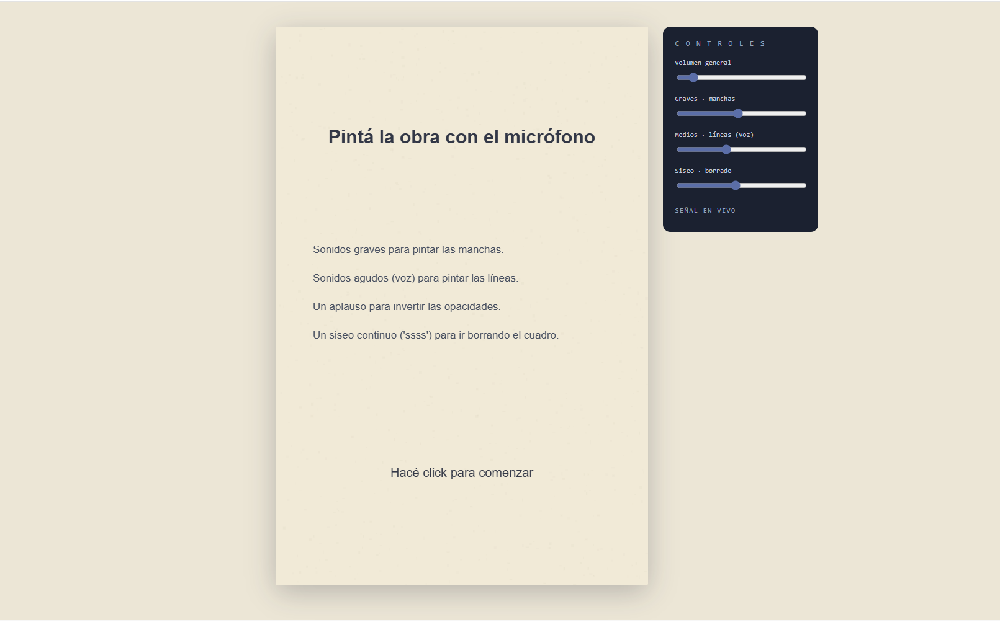 Pintá la obra con el micrófono
Sonidos graves para pintar las manchas.
Sonidos agudos (voz) para pintar las líneas.
Un aplauso para invertir las opacidades.
Un siseo continuo ('ssss') para ir borrando el cuadro.
Hacé click para comenzar
CONTROLES
Volumen general
Graves · manchas
Medios · líneas (voz)
Siseo · borrado
SEÑAL EN VIVO